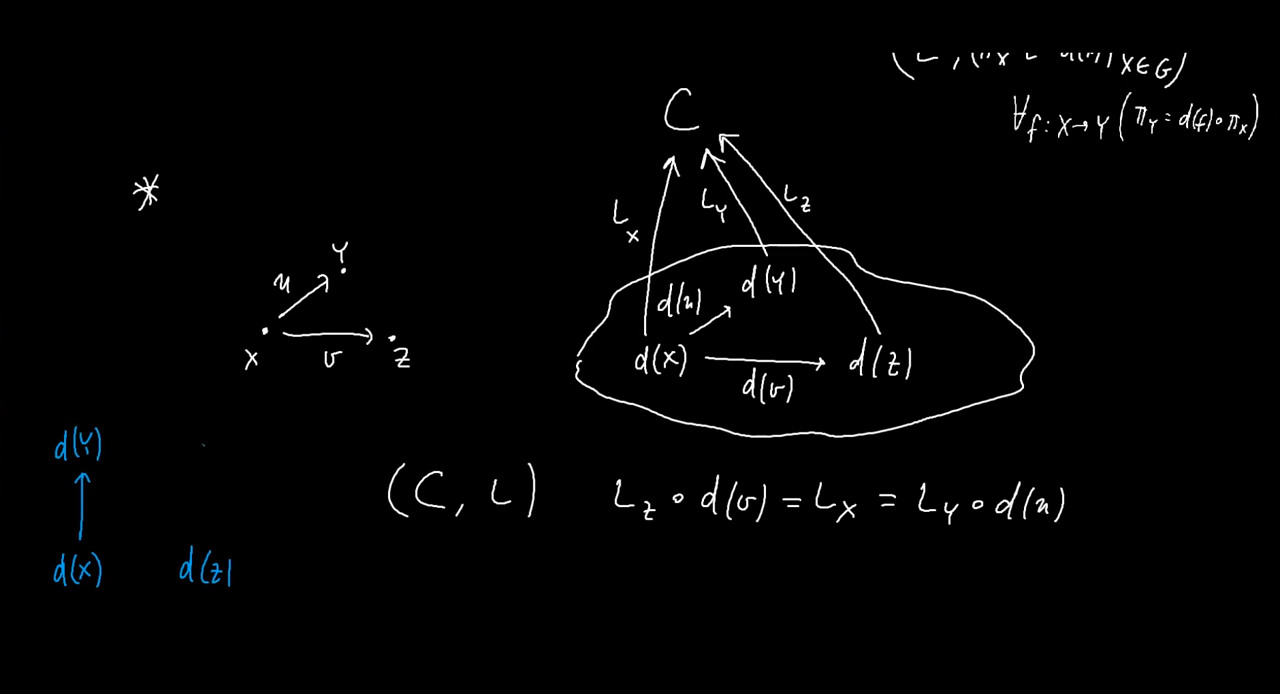 X∈G)
∀f:X→Y (π_Y = d(f)∘π_X)
C
*
L_X
L_Y
L_Z
Y
u
d(u)
d(Y)
X
v
Z
d(X)
d(v)
d(Z)
d(Y)
(C, L) L_Z ∘ d(v) = L_X = L_Y ∘ d(u)
d(X) d(Z)